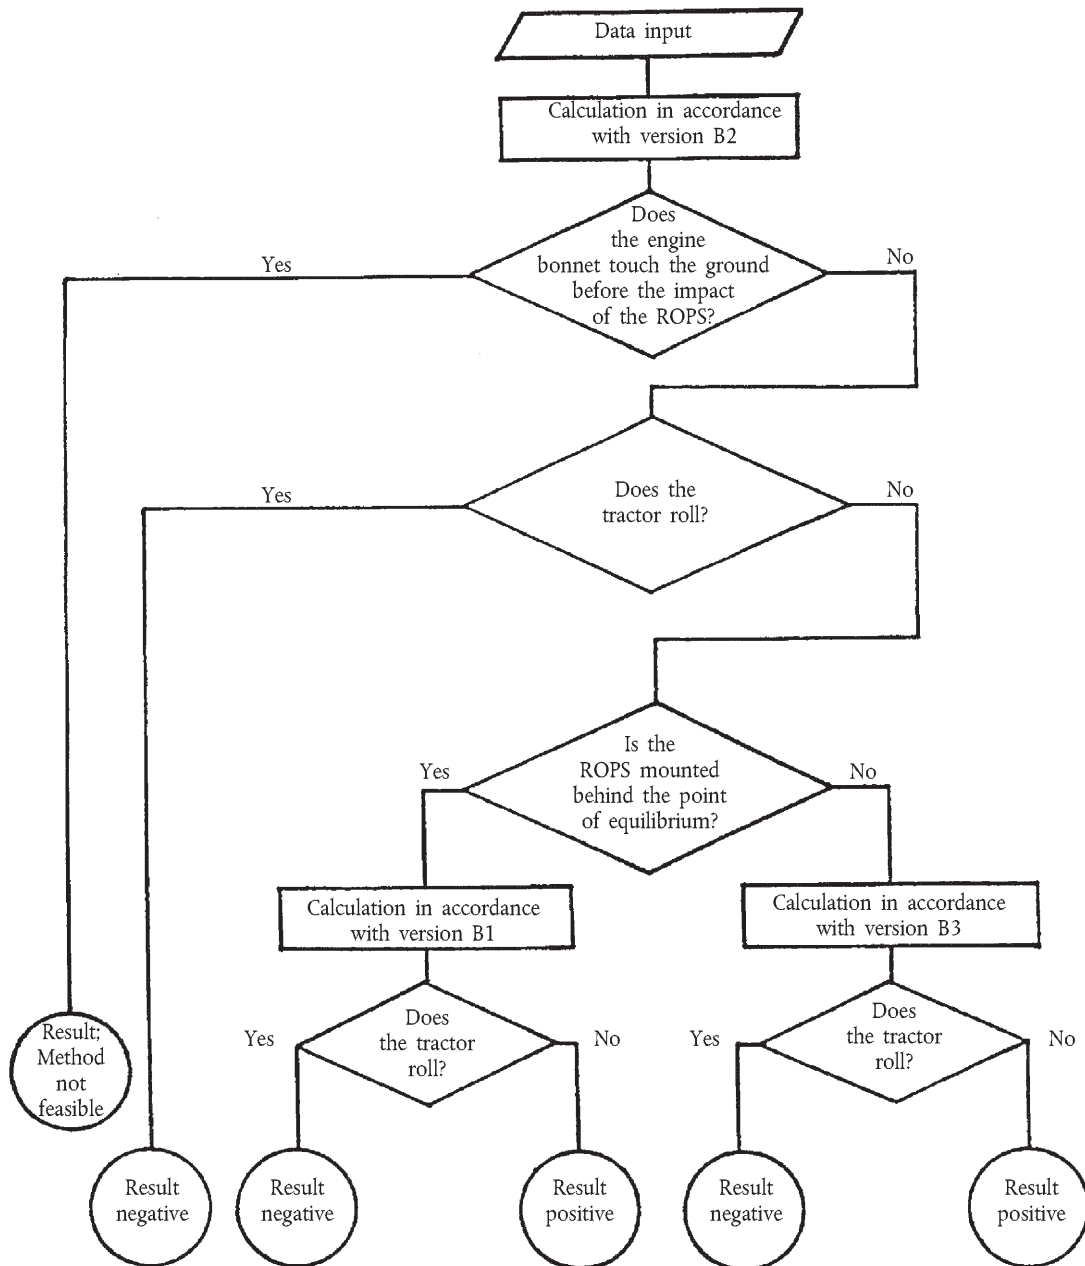 Data input
Calculation in accordance
with version B2
Does
the engine
bonnet touch the ground
before the impact
of the ROPS?
Yes
No
Does the
tractor roll?
Yes
No
Is the
ROPS mounted
behind the point
of equilibrium?
Yes
No
Calculation in accordance
with version B1
Calculation in accordance
with version B3
Does
the tractor
roll?
Yes
No
Does
the tractor
roll?
Yes
No
Result;
Method
not
feasible
Result
negative
Result
negative
Result
positive
Result
negative
Result
positive